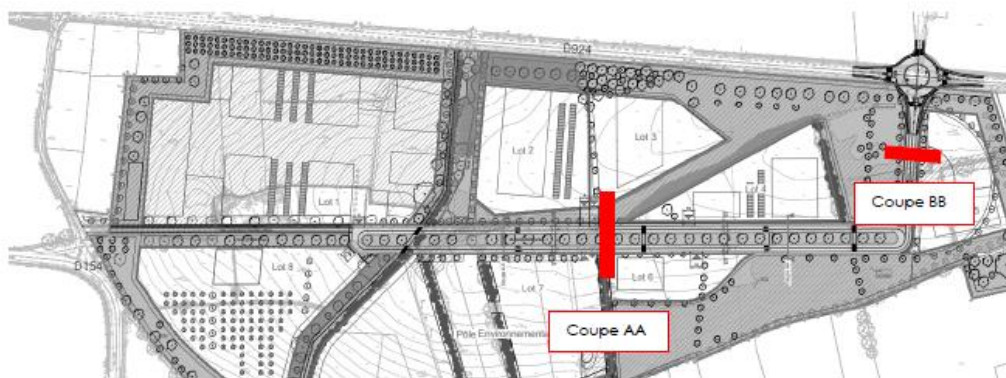 D924
Lot 2
Lot 3
Lot 4
Coupe BB
Lot 1
D154
Lot 8
Lot 7
Lot 6
Pôle Environnemental
Coupe AA